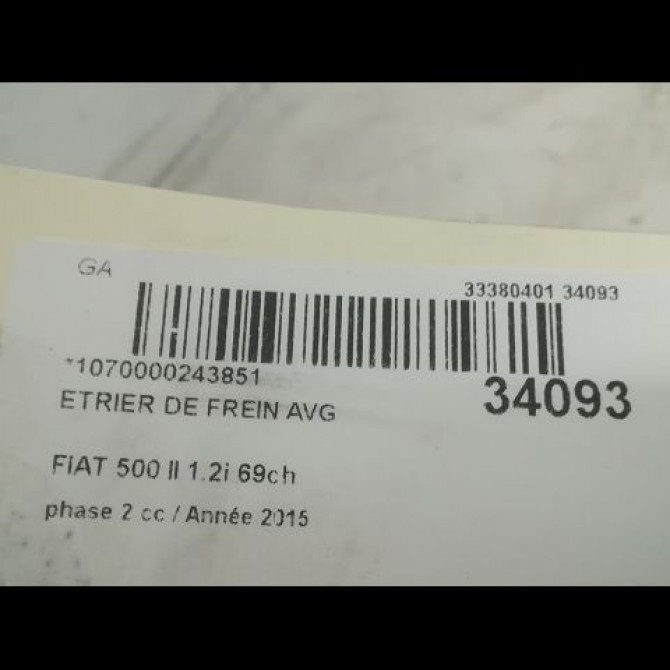 GA
33380401 34093
*1070000243851
34093
ETRIER DE FREIN AVG
FIAT 500 II 1.2i 69ch
phase 2 cc / Année 2015